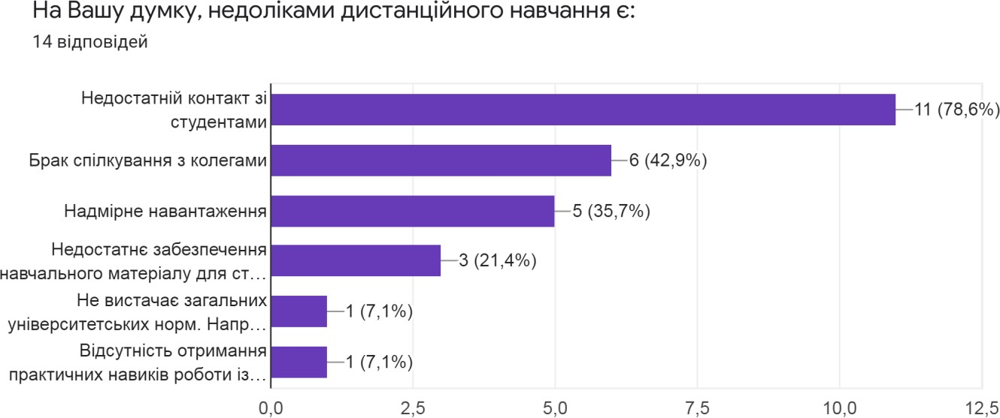 На Вашу думку, недоліками дистанційного навчання є:
14 відповідей
Недостатній контакт зі
студентами
11 (78,6%)
Брак спілкування з колегами
6 (42,9%)
Надмірне навантаження
5 (35,7%)
Недостатнє забезпечення
навчального матеріалу для ст…
3 (21,4%)
Не вистачає загальних
університетських норм. Напр…
1 (7,1%)
Відсутність отримання
практичних навиків роботи із…
1 (7,1%)
0,0 2,5 5,0 7,5 10,0 12,5